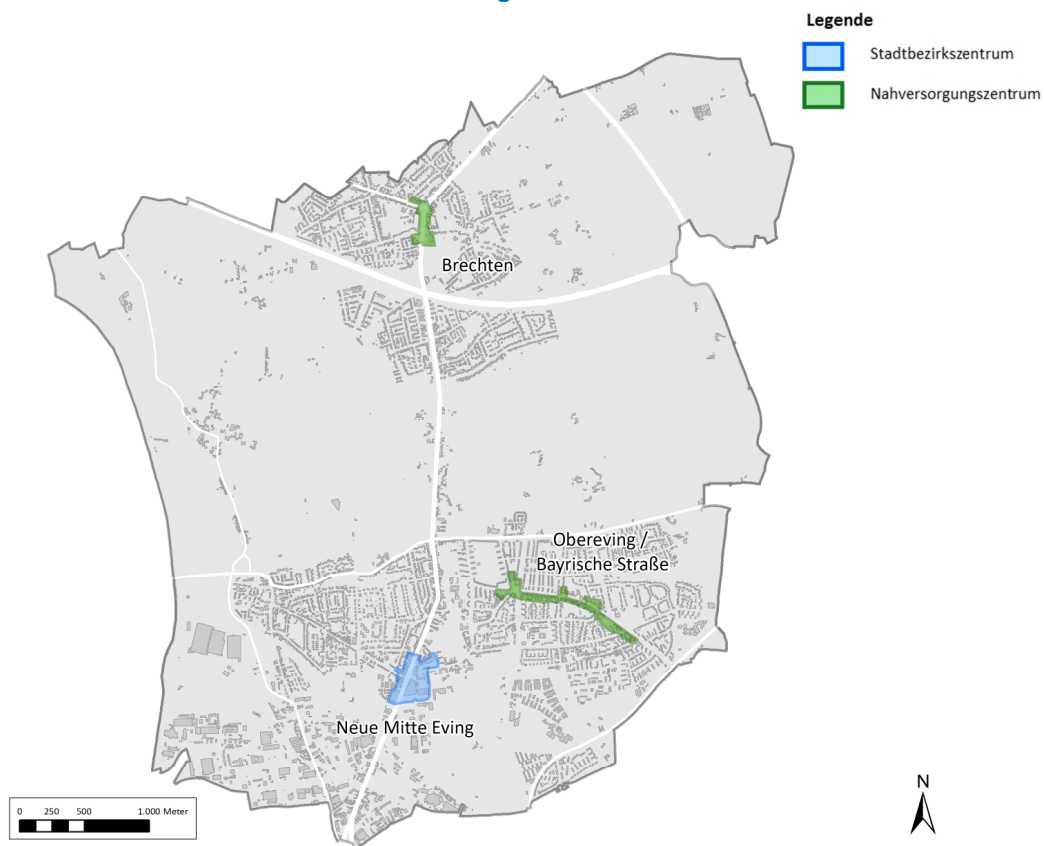 Legende
Stadtbezirkszentrum
Nahversorgungszentrum
Brechten
Obereving /
Bayrische Straße
Neue Mitte Eving
0 250 500 1.000 Meter
N